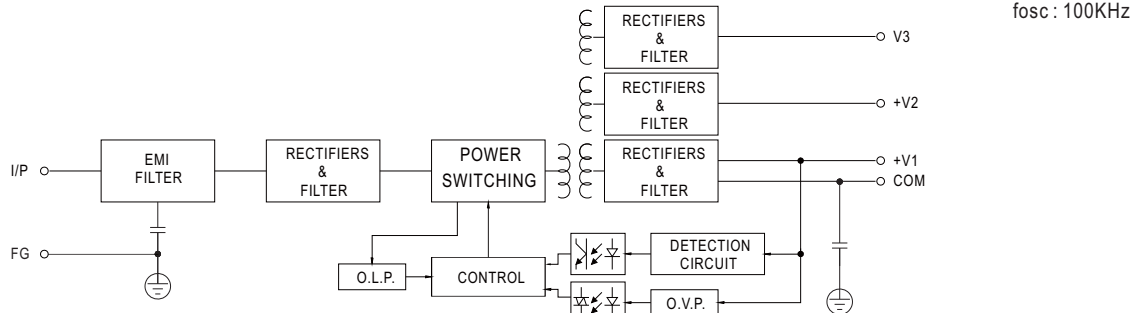 fosc : 100KHz
RECTIFIERS
&
FILTER
V3
RECTIFIERS
&
FILTER
+V2
I/P
EMI
FILTER
RECTIFIERS
&
FILTER
POWER
SWITCHING
RECTIFIERS
&
FILTER
+V1
COM
FG
O.L.P.
CONTROL
DETECTION
CIRCUIT
O.V.P.